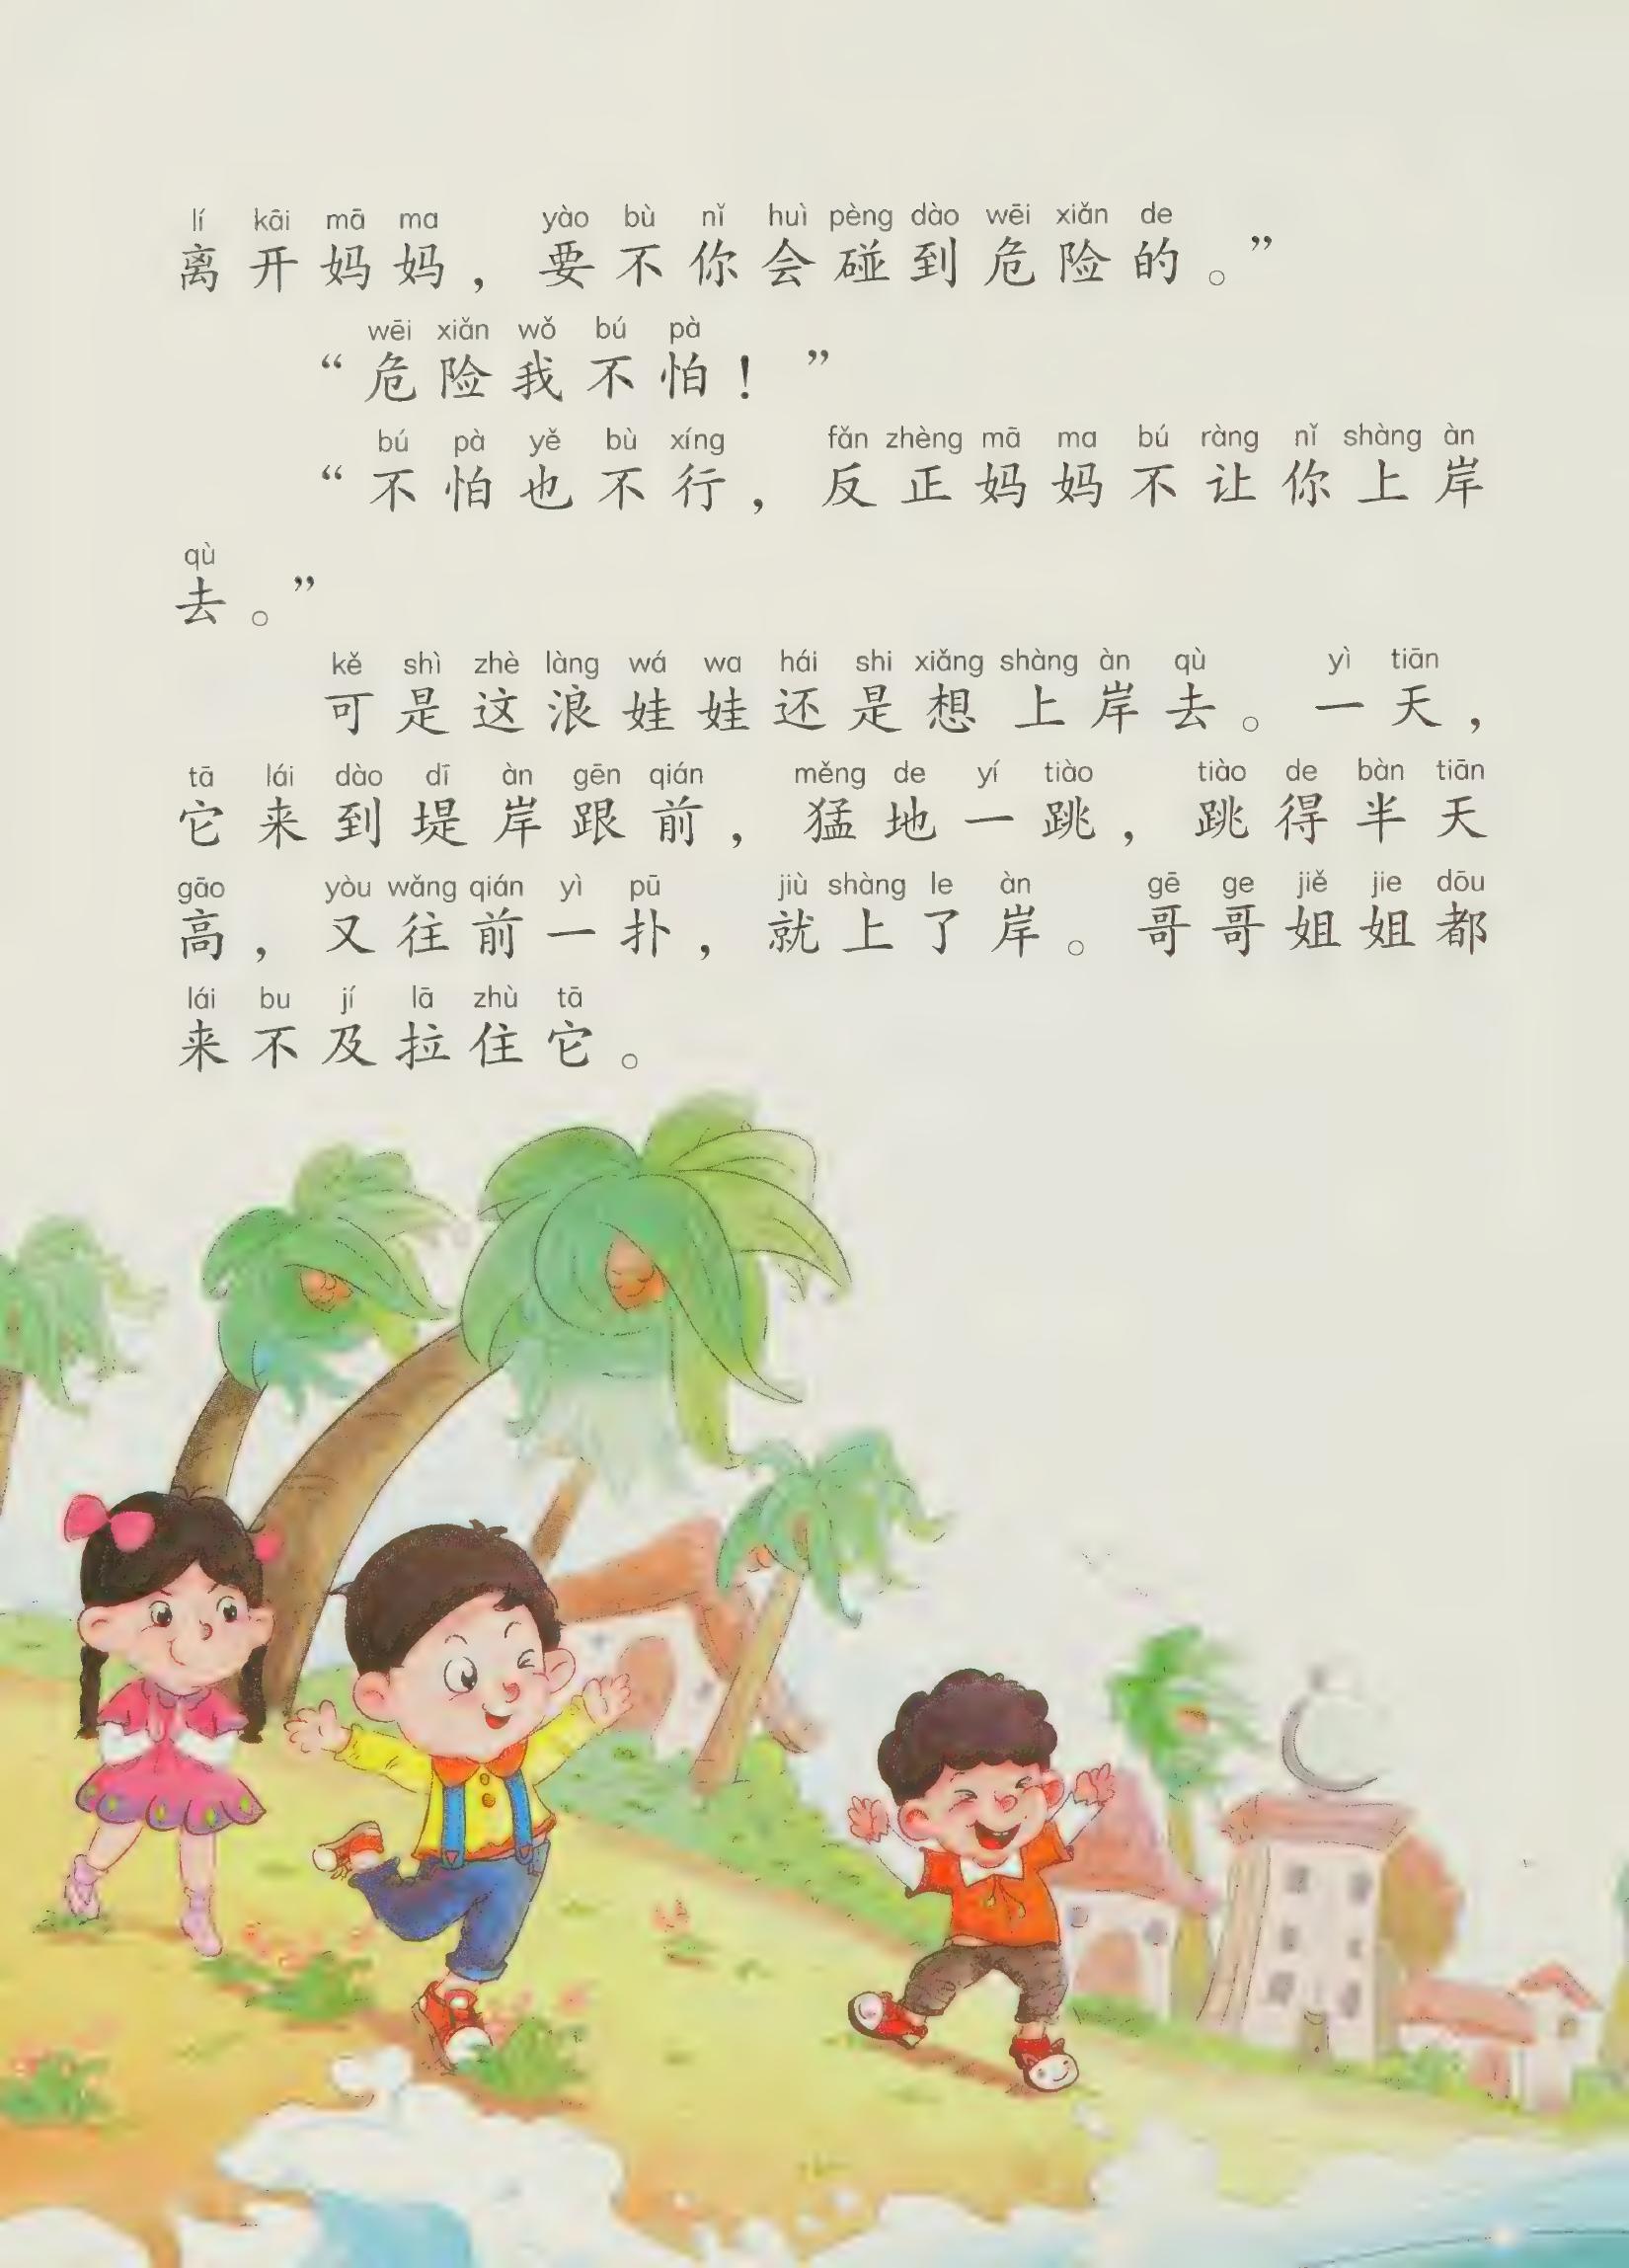 lí kāi mā ma yào bù nǐ huì pèng dào wēi xiǎn de
离开妈妈，要不你会碰到危险的。”
wēi xiǎn wǒ bú pà
“危险我不怕！”
bú pà yě bù xíng fǎn zhèng mā ma bú ràng nǐ shàng àn
“不怕也不行，反正妈妈不让你上岸
qù
去。”
kě shì zhè làng wá wa hái shi xiǎng shàng àn qù yì tiān
可是这浪娃娃还是想上岸去。一天，
tā lái dào dī àn gēn qián měng de yí tiào tiào de bàn tiān
它来到堤岸跟前，猛地一跳，跳得半天
gāo yòu wǎng qián yì pū jiù shàng le àn gē ge jiě jie dōu
高，又往前一扑，就上了岸。哥哥姐姐都
lái bu jí lā zhù tā
来不及拉住它。